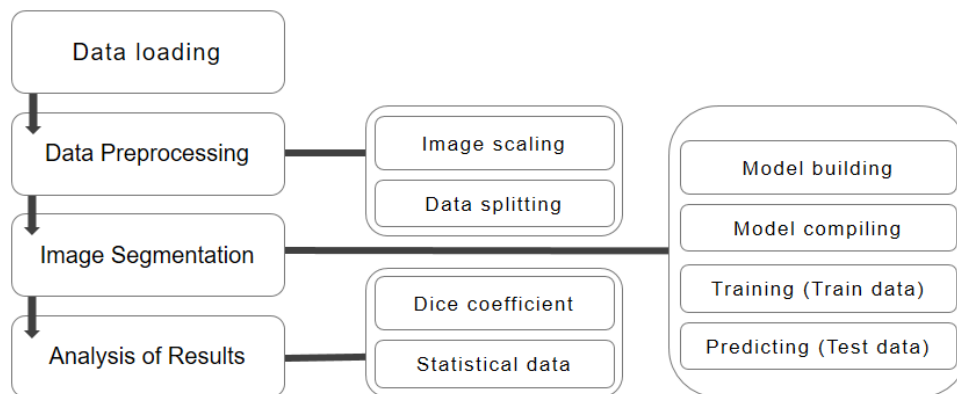 Data loading
Data Preprocessing
Image scaling
Data splitting
Image Segmentation
Model building
Model compiling
Training (Train data)
Predicting (Test data)
Analysis of Results
Dice coefficient
Statistical data